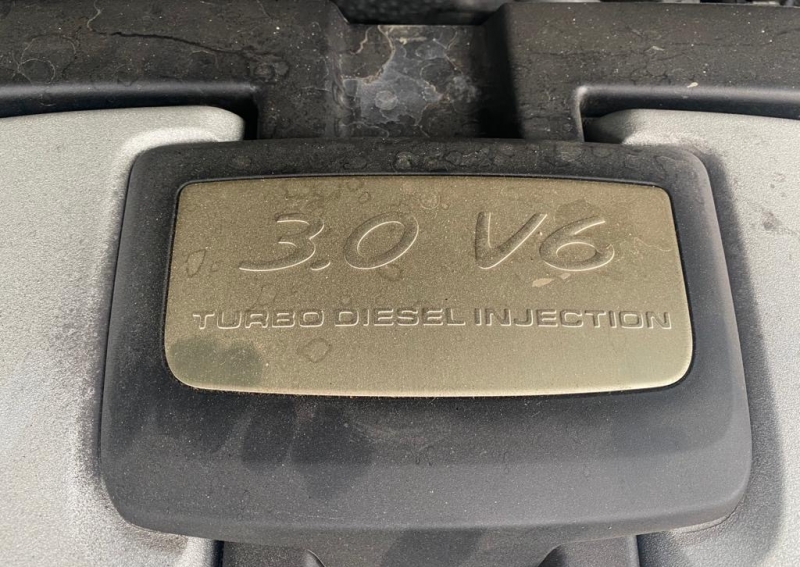 3.0 V6
TURBO DIESEL INJECTION